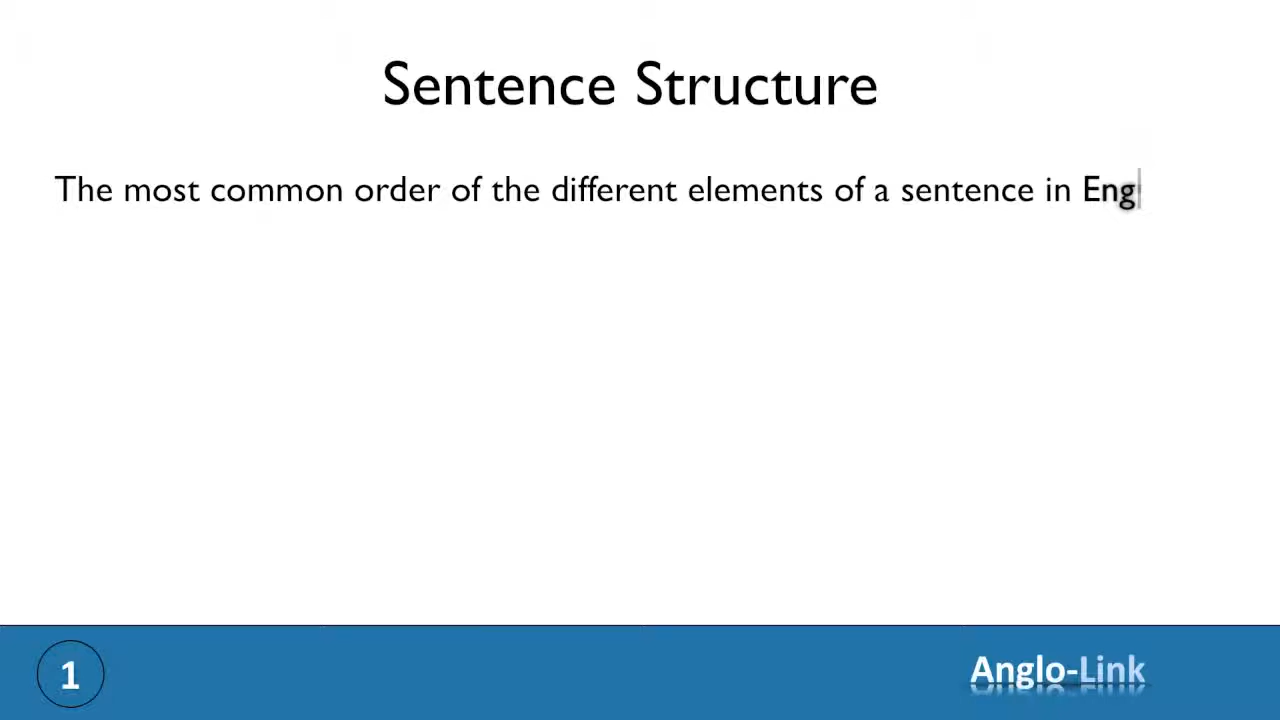 Sentence Structure
The most common order of the different elements of a sentence in Eng
1
Anglo-Link